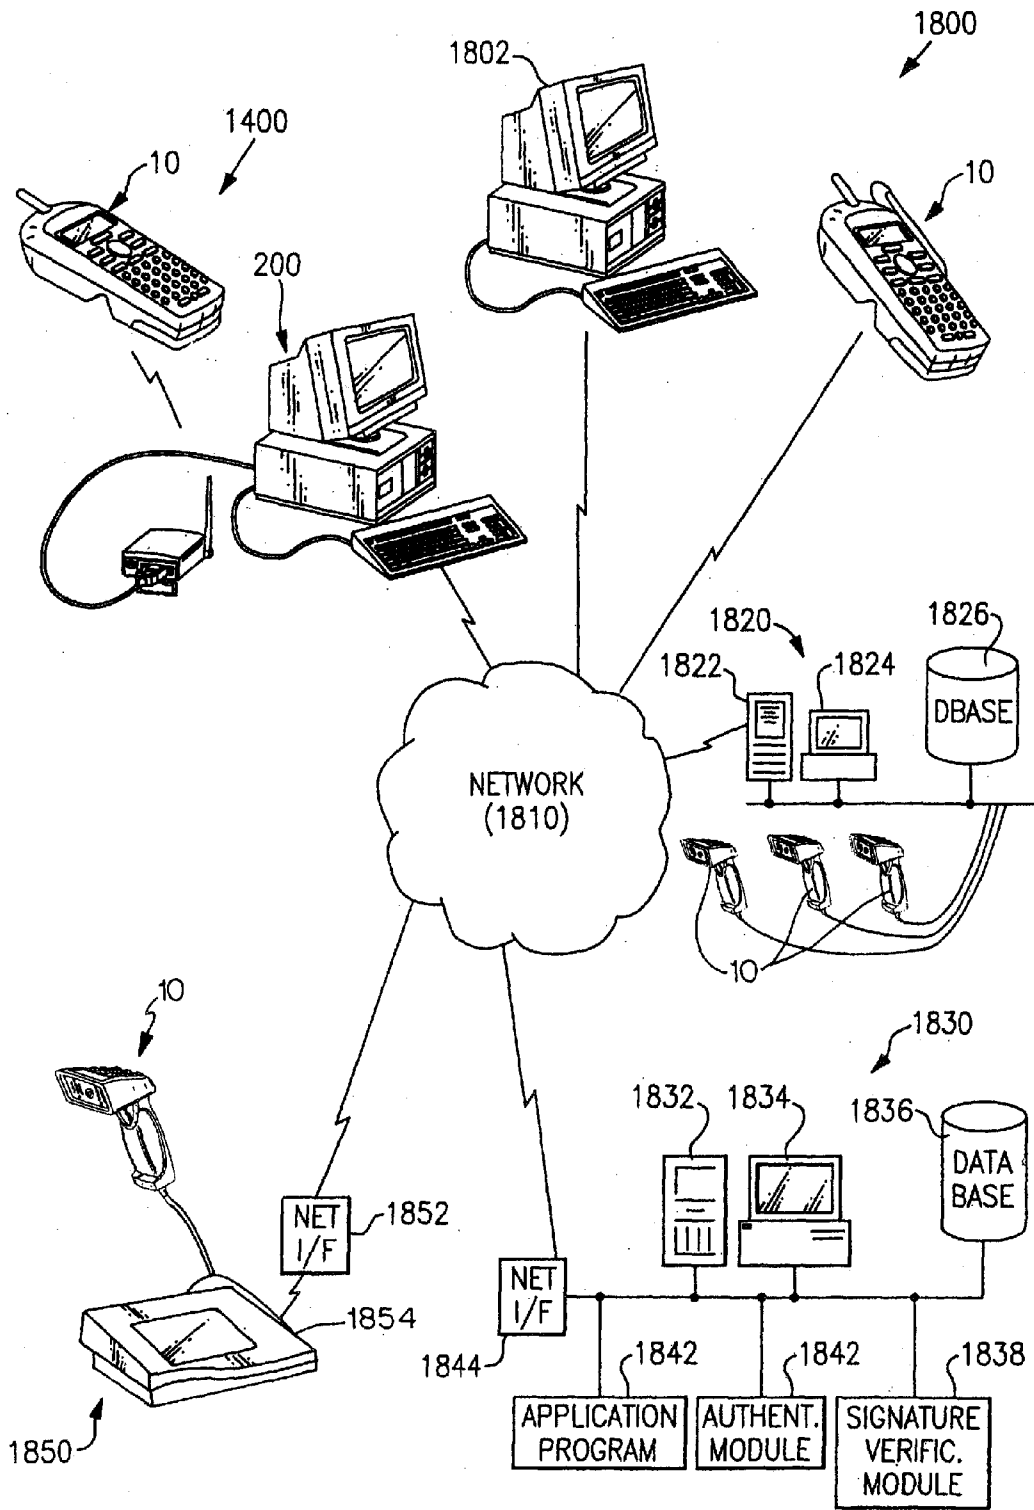 1800
1802
1400
10
10
200
1820
1826
1822
1824
DBASE
NETWORK
(1810)
10
10
1830
1832
1834
1836
DATA
BASE
NET
I/F
1852
NET
I/F
1854
1844
1842
1842
1838
1850
APPLICATION
PROGRAM
AUTHENT.
MODULE
SIGNATURE
VERIFIC.
MODULE